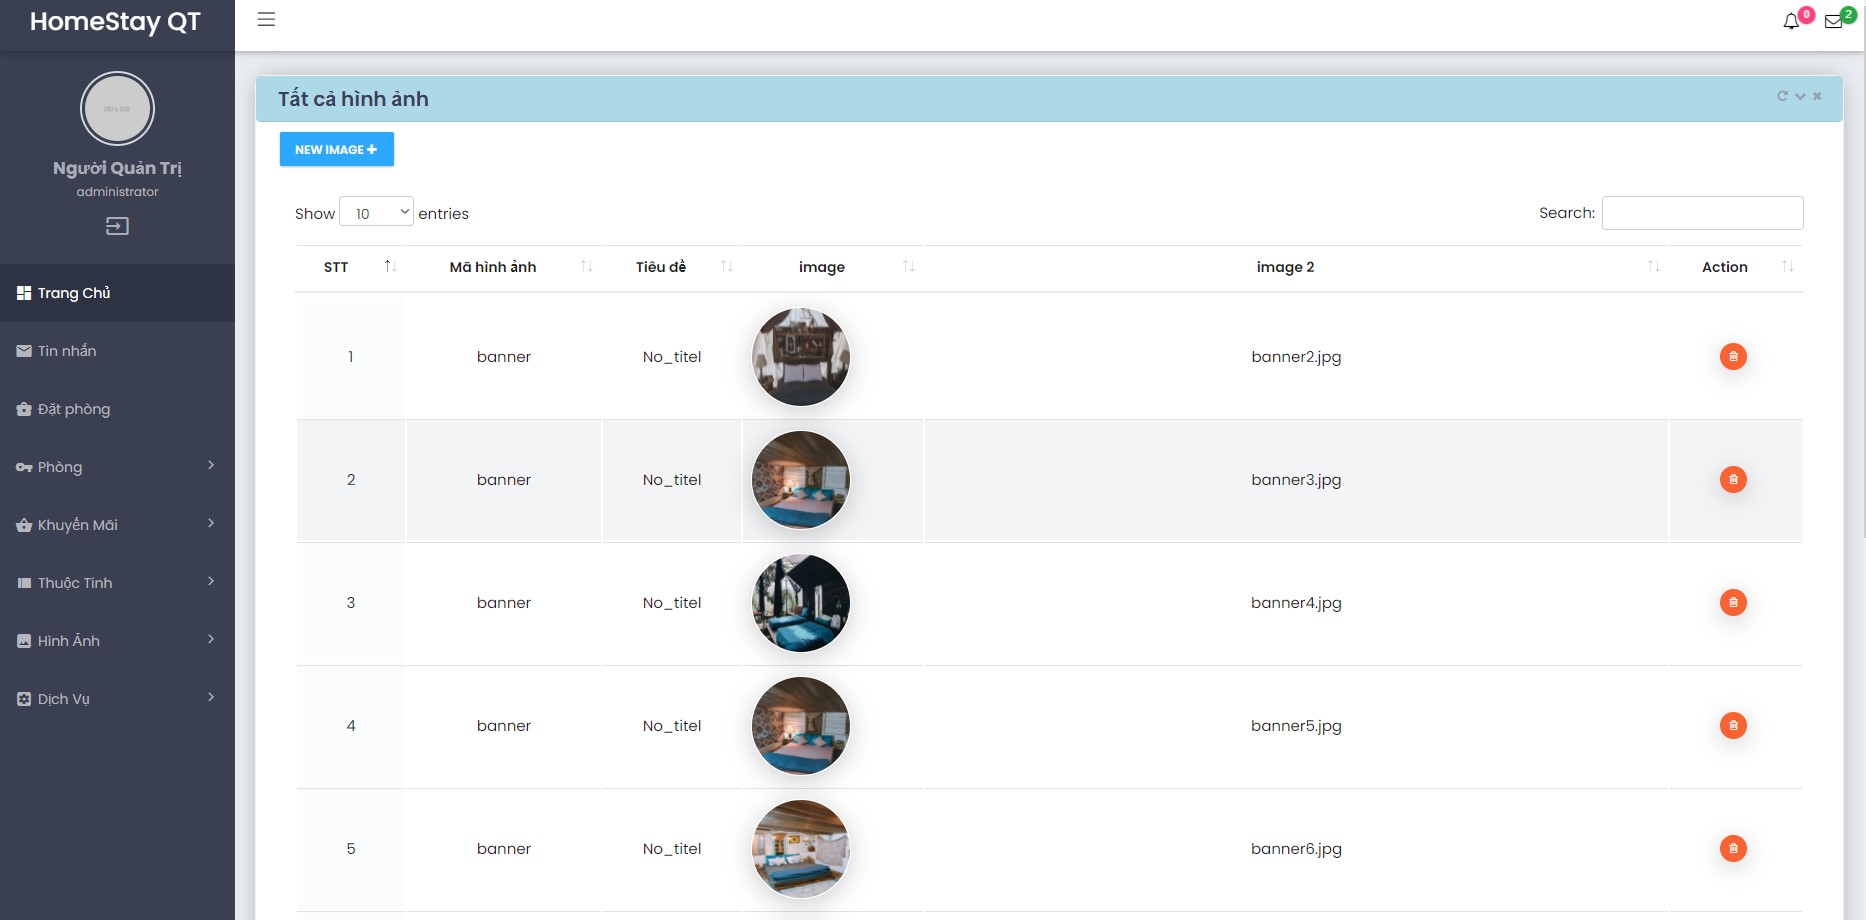 HomeStay QT
0
2
Người Quản Trị
administrator
Trang Chủ
Tin nhắn
Đặt phòng
Phòng
Khuyến Mãi
Thuộc Tính
Hình Ảnh
Dịch Vụ
Tất cả hình ảnh
NEW IMAGE
Show 10 entries
Search:
STT Mã hình ảnh Tiêu đề image image 2 Action
1 banner No_titel banner2.jpg
2 banner No_titel banner3.jpg
3 banner No_titel banner4.jpg
4 banner No_titel banner5.jpg
5 banner No_titel banner6.jpg